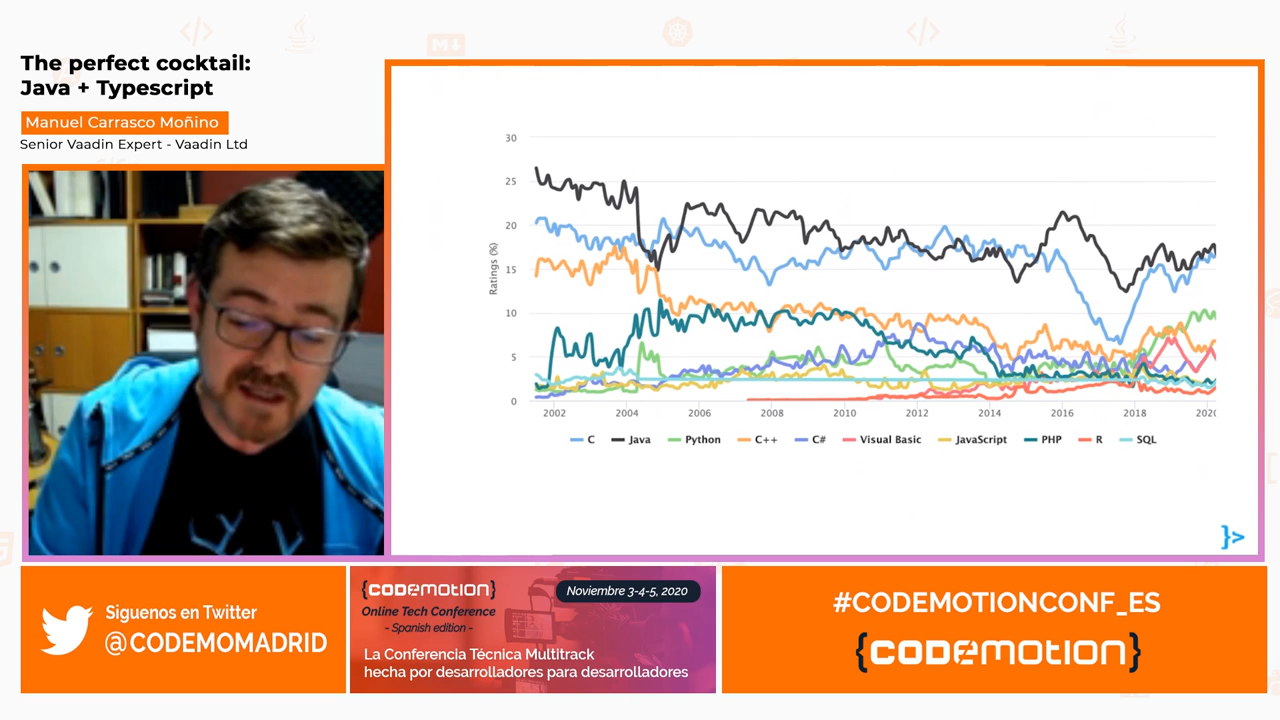 The perfect cocktail:
Java + Typescript
Manuel Carrasco Moñino
Senior Vaadin Expert - Vaadin Ltd
30
25
20
15
10
5
0
Ratings (%)
2002 2004 2006 2008 2010 2012 2014 2016 2018 2020
C Java Python C++ C# Visual Basic JavaScript PHP R SQL
}>
Siguenos en Twitter
@CODEMOMADRID
{CODEMOTION}
Noviembre 3-4-5, 2020
Online Tech Conference
- Spanish edition -
La Conferencia Técnica Multitrack
hecha por desarrolladores para desarrolladores
#CODEMOTIONCONF_ES
{CODEMOTION}